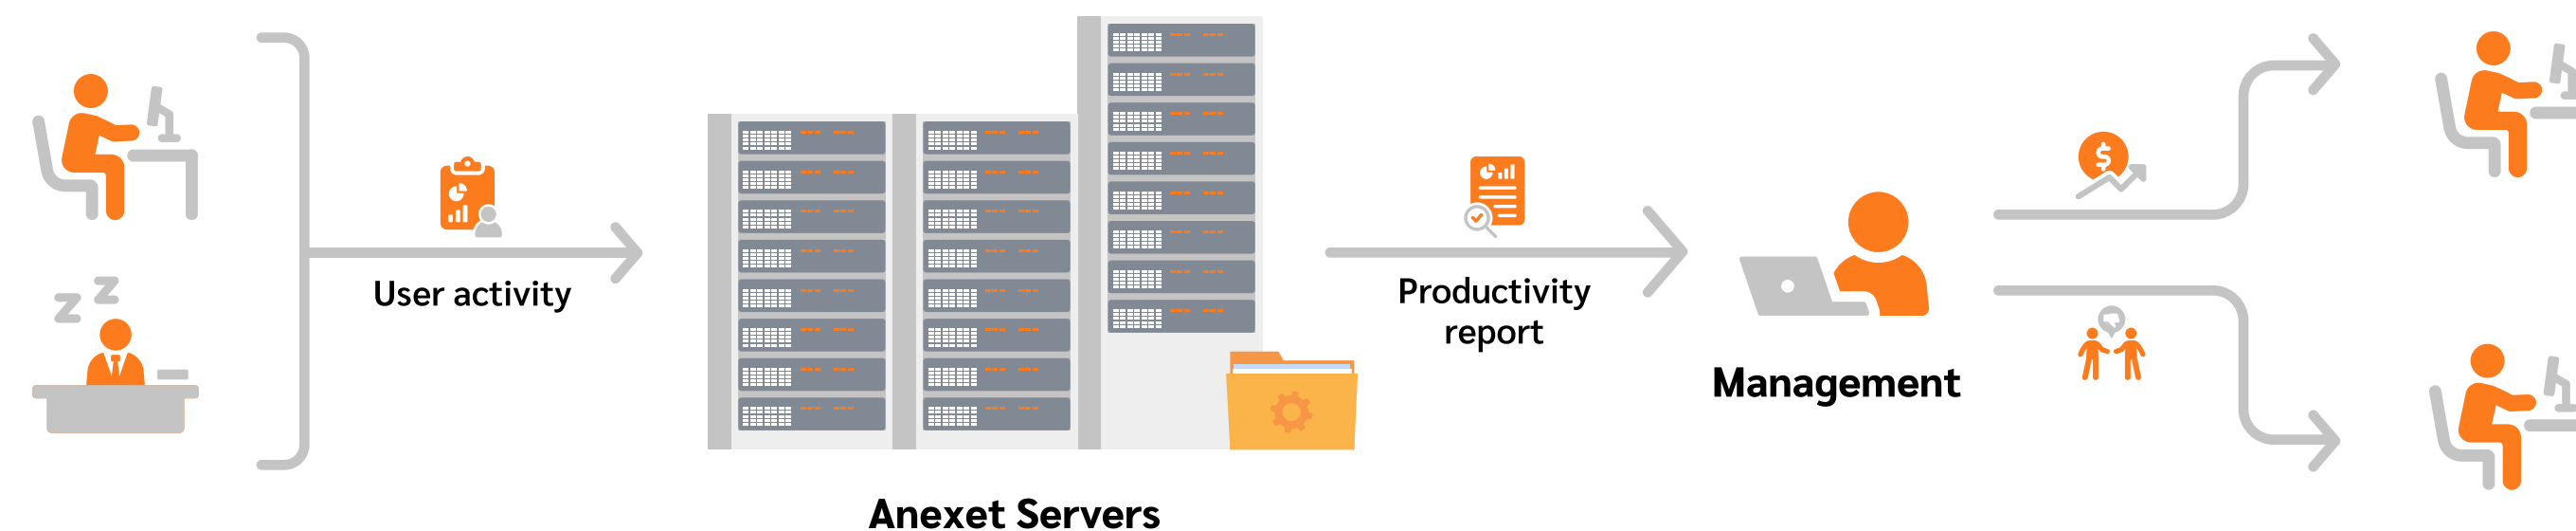 User activity
Anexet Servers
Productivity
report
Management